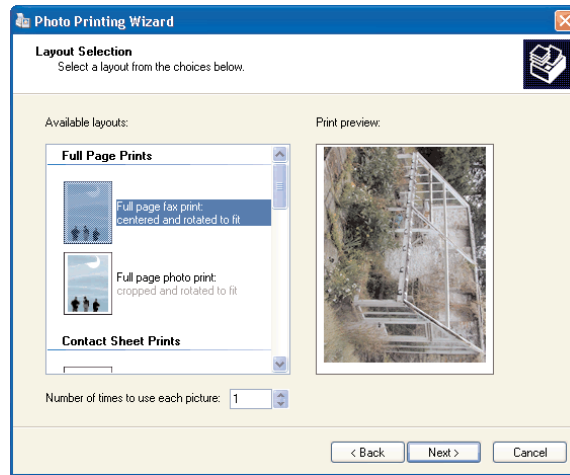 Photo Printing Wizard
Layout Selection
Select a layout from the choices below.
Available layouts:
Print preview:
Full Page Prints
Full page fax print:
centered and rotated to fit
Full page photo print:
cropped and rotated to fit
Contact Sheet Prints
Number of times to use each picture: 1
< Back
Next >
Cancel